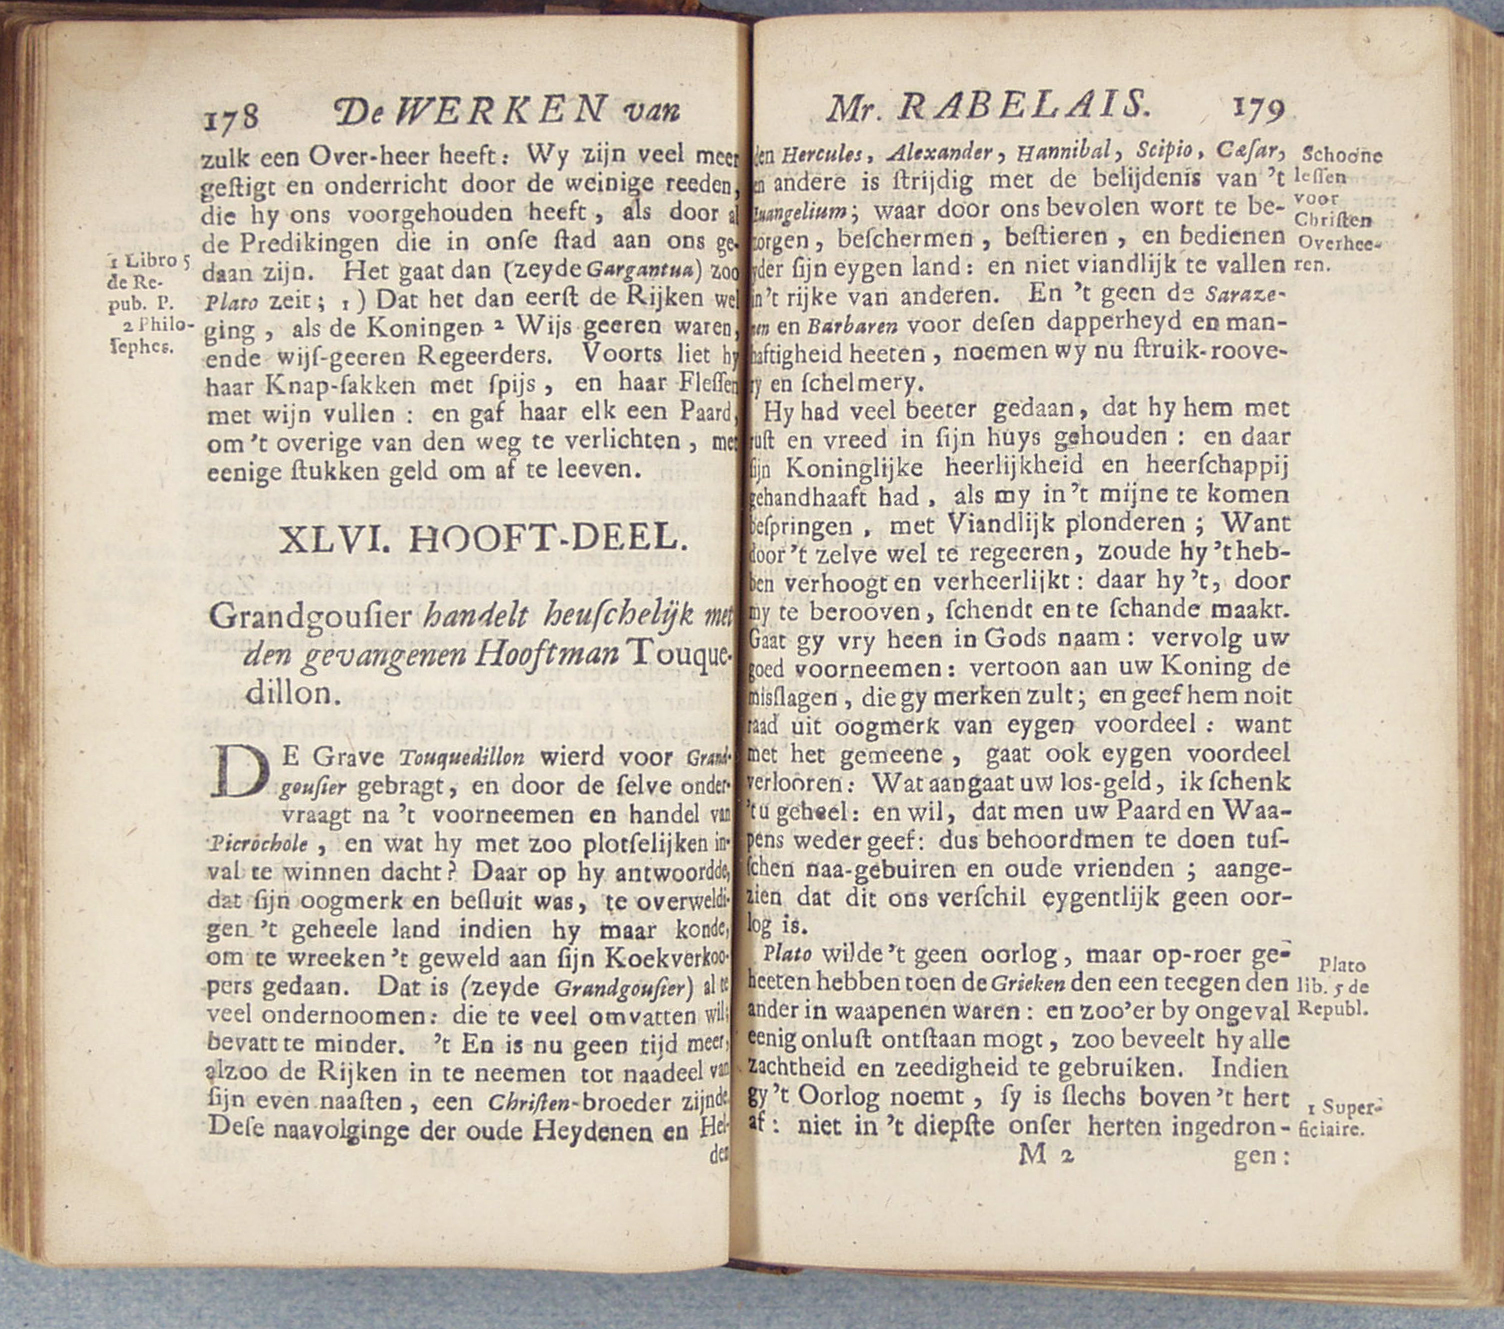 178 De WERKEN van
zulk een Over-heer heeft: Wy zijn veel meer
geſtigt en onderricht door de weinige reeden,
die hy ons voorgehouden heeft, als door al
de Predikingen die in onſe ſtad aan ons ge-
daan zijn. Het gaat dan (zeyde Gargantua) zoo
Plato zeit; 1) Dat het dan eerſt de Rijken wel
ging, als de Koningen 2 Wijs-geeren waren,
ende wijſ-geeren Regeerders. Voorts liet hy
haar Knap-ſakken met ſpijs, en haar Fleſſen
met wijn vullen: en gaf haar elk een Paard,
om 't overige van den weg te verlichten, met
eenige ſtukken geld om af te leeven.
1 Libro 5
de Re-
pub. P.
2 Philo-
ſephes.
XLVI. HOOFT-DEEL.
Grandgouſier handelt heuſchelijk met
den gevangenen Hooftman Touque-
dillon.
DE Grave Touquedillon wierd voor Grand-
gouſier gebragt, en door de ſelve onder-
vraagt na 't voorneemen en handel van
Picrochole, en wat hy met zoo plotſelijken in-
val te winnen dacht? Daar op hy antwoordde,
dat ſijn oogmerk en beſluit was, te overweldi-
gen 't geheele land indien hy maar konde,
om te wreeken 't geweld aan ſijn Koekverkoo-
pers gedaan. Dat is (zeyde Grandgouſier) al te
veel ondernoomen: die te veel omvatten wil,
bevatt te minder. 't En is nu geen tijd meer,
alzoo de Rijken in te neemen tot naadeel van
ſijn even naaſten, een Chriſten-broeder zijnde.
Deſe naavolginge der oude Heydenen en Hel-
den
Mr. RABELAIS. 179
den Hercules, Alexander, Hannibal, Scipio, Cæſar,
en andere is ſtrijdig met de belijdenis van 't
Euangelium; waar door ons bevolen wort te be-
zorgen, beſchermen, beſtieren, en bedienen
yder ſijn eygen land: en niet viandlijk te vallen
in 't rijke van anderen. En 't geen de Saraze-
nen en Barbaren voor deſen dapperheyd en man-
haftigheid heeten, noemen wy nu ſtruik-roove-
ry en ſchelmery.
Schoone
leſſen
voor
Chriſten
Overhee-
ren.
Hy had veel beeter gedaan, dat hy hem met
ruſt en vreed in ſijn huys gehouden: en daar
ſijn Koninglijke heerlijkheid en heerſchappij
gehandhaaft had, als my in 't mijne te komen
beſpringen, met Viandlijk plonderen; Want
door 't zelve wel te regeeren, zoude hy 't heb-
ben verhoogt en verheerlijkt: daar hy 't, door
my te berooven, ſchendt en te ſchande maakt.
Gaat gy vry heen in Gods naam: vervolg uw
goed voorneemen: vertoon aan uw Koning de
misſlagen, die gy merken zult; en geef hem noit
raad uit oogmerk van eygen voordeel: want
met het gemeene, gaat ook eygen voordeel
verlooren: Wat aangaat uw los-geld, ik ſchenk
't u geheel: en wil, dat men uw Paard en Waa-
pens weder geef: dus behoordmen te doen tuſ-
ſchen naa-gebuiren en oude vrienden; aange-
zien dat dit ons verſchil eygentlijk geen oor-
log is.
Plato wilde 't geen oorlog, maar op-roer ge-
heeten hebben toen de Grieken den een teegen den
ander in waapenen waren: en zoo'er by ongeval
eenig onluſt ontſtaan mogt, zoo beveelt hy alle
zachtheid en zeedigheid te gebruiken. Indien
gy 't Oorlog noemt, ſy is ſlechs boven 't hert
af: niet in 't diepſte onſer herten ingedron-
Plato
lib. 5 de
Republ.
1 Super-
ficiaire.
M 2 gen: